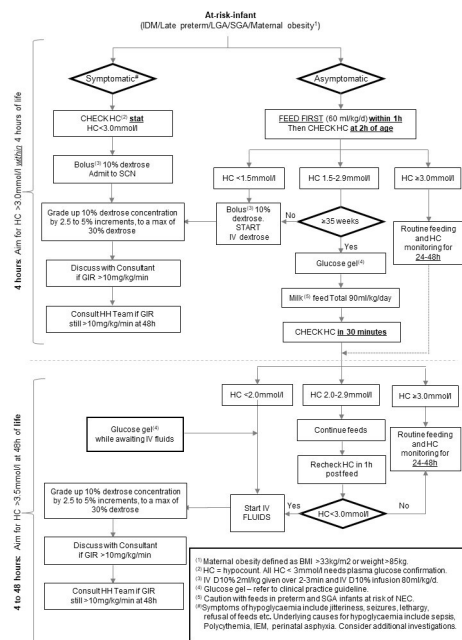 At-risk-infant
(IDM/Late preterm/LGA/SGA/Maternal obesity¹)
Symptomatic#
Asymptomatic
4 hours: Aim for HC >3.0mmol/l within 4 hours of life
CHECK HC⁽²⁾ stat
HC<3.0mmol/l
FEED FIRST (60 ml/kg/d) within 1h
Then CHECK HC at 2h of age
Bolus⁽³⁾ 10% dextrose
Admit to SCN
HC <1.5mmol/l
HC 1.5-2.9mmol/l
HC ≥3.0mmol/l
Grade up 10% dextrose concentration
by 2.5 to 5% increments, to a max of
30% dextrose
Bolus⁽³⁾ 10%
dextrose.
START
IV dextrose
No
≥35 weeks
Yes
Routine feeding
and HC
monitoring for
24-48h
Discuss with Consultant
if GIR >10mg/kg/min
Glucose gel⁽⁴⁾
Consult HH Team if GIR
still >10mg/kg/min at 48h
Milk ⁽⁵⁾ feed Total 90ml/kg/day
CHECK HC in 30 minutes
4 to 48 hours: Aim for HC >3.5mmol/l at 48h of life
HC <2.0mmol/l
HC 2.0-2.9mmol/l
HC ≥3.0mmol/l
Glucose gel⁽⁴⁾
while awaiting IV fluids
Continue feeds
Routine feeding
and HC
monitoring for
24-48h
Recheck HC in 1h
post feed
Grade up 10% dextrose concentration
by 2.5 to 5% increments, to a max of
30% dextrose
Start IV
FLUIDS
Yes
HC<3.0mmol/l
No
Discuss with Consultant
if GIR >10mg/kg/min
Consult HH Team if GIR
still >10mg/kg/min at 48h
⁽¹⁾ Maternal obesity defined as BMI >33kg/m2 or weight >85kg.
⁽²⁾ HC = hypocount. All HC < 3mmol/l needs plasma glucose confirmation.
⁽³⁾ IV D10% 2ml/kg given over 2-3min and IV D10% infusion 80ml/kg/d.
⁽⁴⁾ Glucose gel – refer to clinical practice guideline.
⁽⁵⁾ Caution with feeds in preterm and SGA infants at risk of NEC.
⁽#⁾Symptoms of hypoglycaemia include jitteriness, seizures, lethargy,
refusal of feeds etc. Underlying causes for hypoglycaemia include sepsis,
Polycythemia, IEM, perinatal asphyxia. Consider additional investigations.